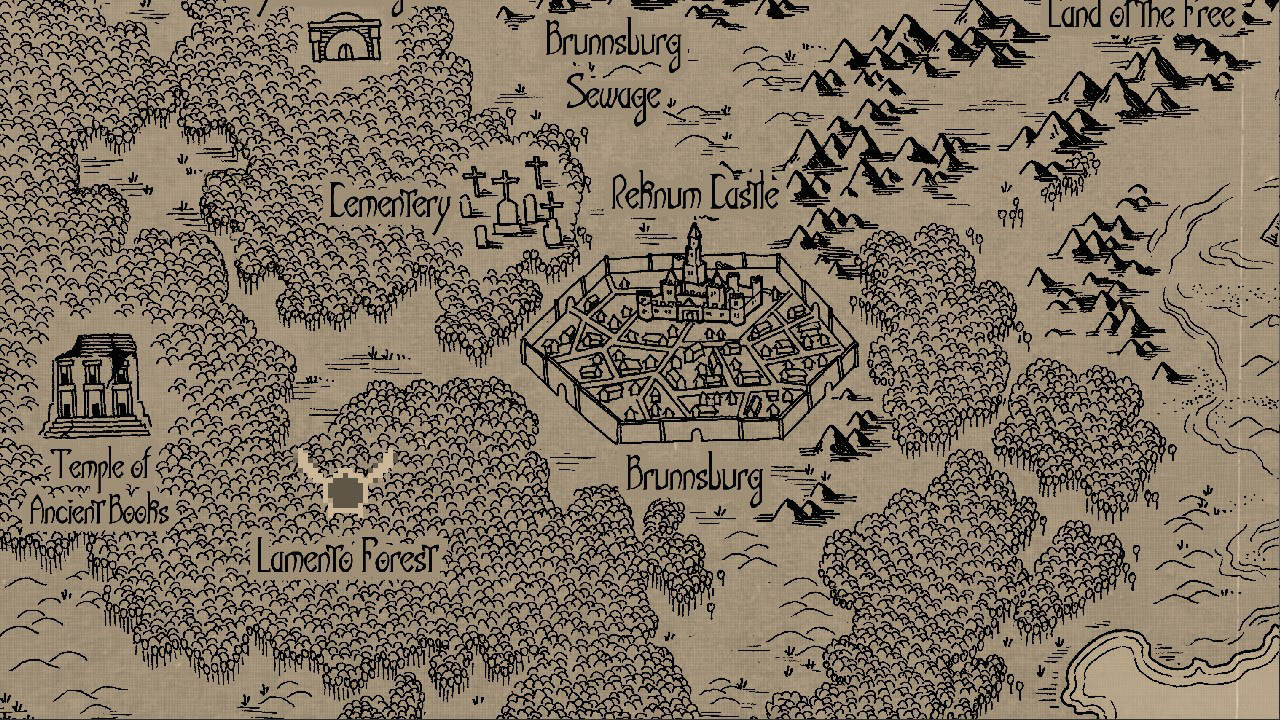 Land of The Free
Brunnsburg
Sewage
Cementery
Reknum Castle
Temple of
Ancient Books
Brunnsburg
Lamento Forest